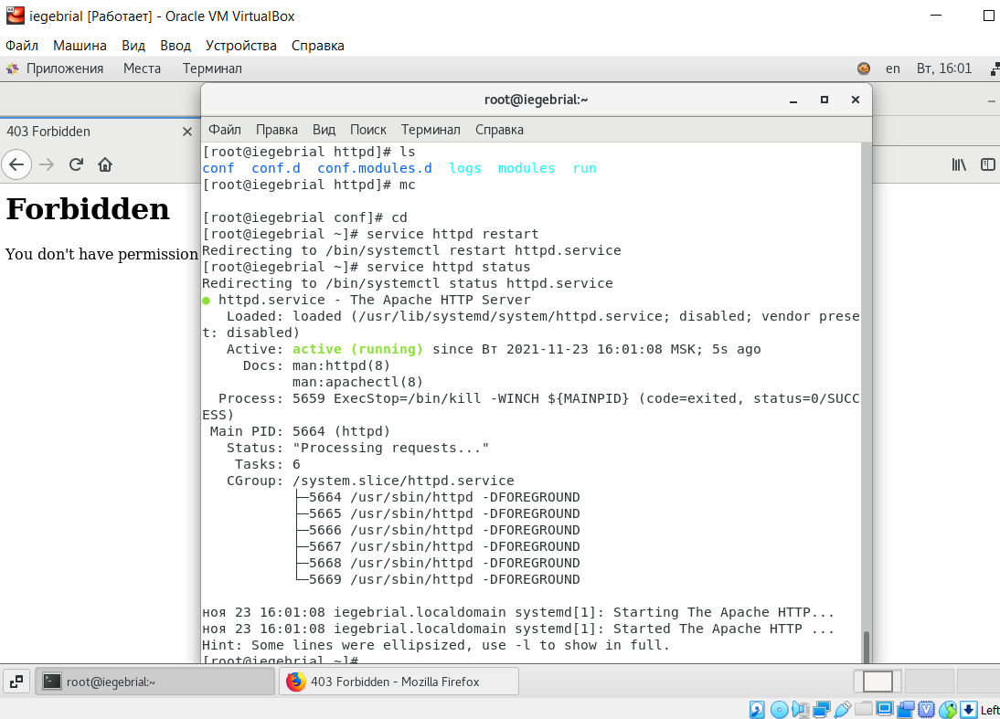 iegebrial [Работает] - Oracle VM VirtualBox
Файл Машина Вид Ввод Устройства Справка
Приложения Места Терминал en Вт, 16:01
root@iegebrial:~
403 Forbidden
Файл Правка Вид Поиск Терминал Справка
Forbidden
You don't have permission
[root@iegebrial httpd]# ls
conf conf.d conf.modules.d logs modules run
[root@iegebrial httpd]# mc
[root@iegebrial conf]# cd
[root@iegebrial ~]# service httpd restart
Redirecting to /bin/systemctl restart httpd.service
[root@iegebrial ~]# service httpd status
Redirecting to /bin/systemctl status httpd.service
● httpd.service - The Apache HTTP Server
Loaded: loaded (/usr/lib/systemd/system/httpd.service; disabled; vendor prese
t: disabled)
Active: active (running) since Вт 2021-11-23 16:01:08 MSK; 5s ago
Docs: man:httpd(8)
man:apachectl(8)
Process: 5659 ExecStop=/bin/kill -WINCH ${MAINPID} (code=exited, status=0/SUCC
ESS)
Main PID: 5664 (httpd)
Status: "Processing requests..."
Tasks: 6
CGroup: /system.slice/httpd.service
├─5664 /usr/sbin/httpd -DFOREGROUND
├─5665 /usr/sbin/httpd -DFOREGROUND
├─5666 /usr/sbin/httpd -DFOREGROUND
├─5667 /usr/sbin/httpd -DFOREGROUND
├─5668 /usr/sbin/httpd -DFOREGROUND
└─5669 /usr/sbin/httpd -DFOREGROUND
ноя 23 16:01:08 iegebrial.localdomain systemd[1]: Starting The Apache HTTP...
ноя 23 16:01:08 iegebrial.localdomain systemd[1]: Started The Apache HTTP ...
Hint: Some lines were ellipsized, use -l to show in full.
[root@iegebrial ~]#
root@iegebrial:~ 403 Forbidden - Mozilla Firefox
Left